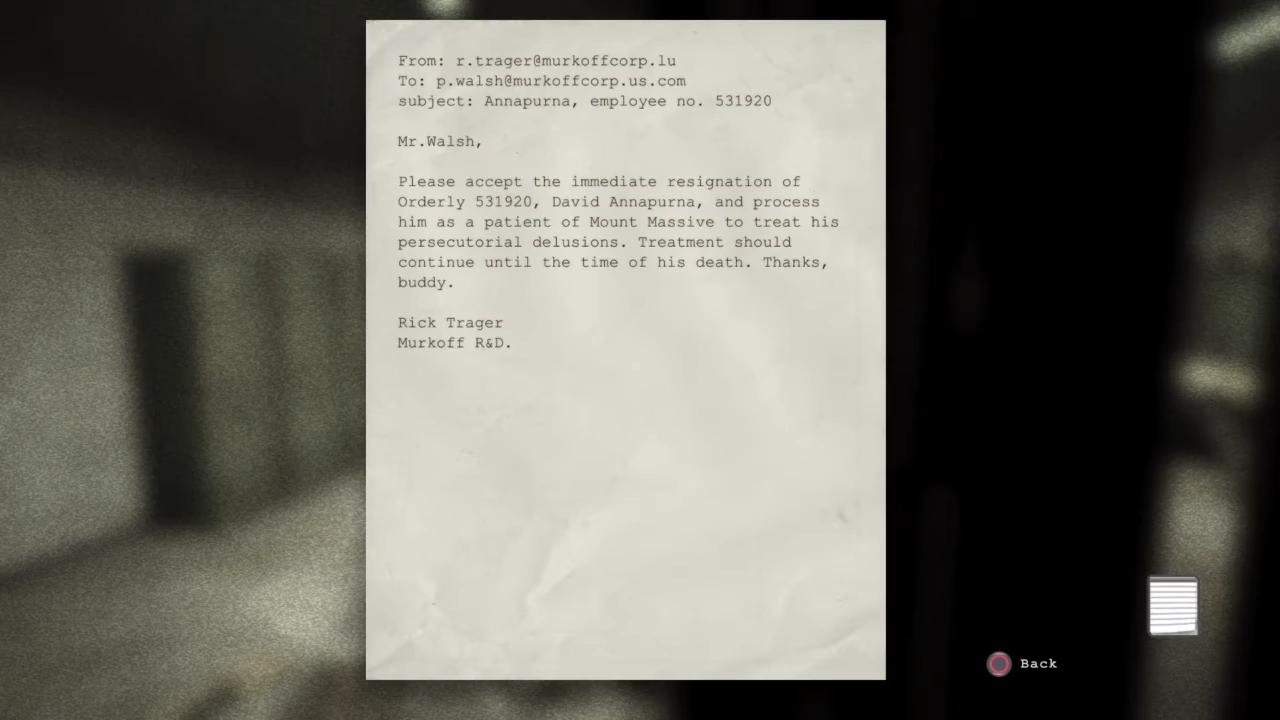 From: r.trager@murkoffcorp.lu
To: p.walsh@murkoffcorp.us.com
subject: Annapurna, employee no. 531920
Mr.Walsh,
Please accept the immediate resignation of
Orderly 531920, David Annapurna, and process
him as a patient of Mount Massive to treat his
persecutorial delusions. Treatment should
continue until the time of his death. Thanks,
buddy.
Rick Trager
Murkoff R&D.
Back